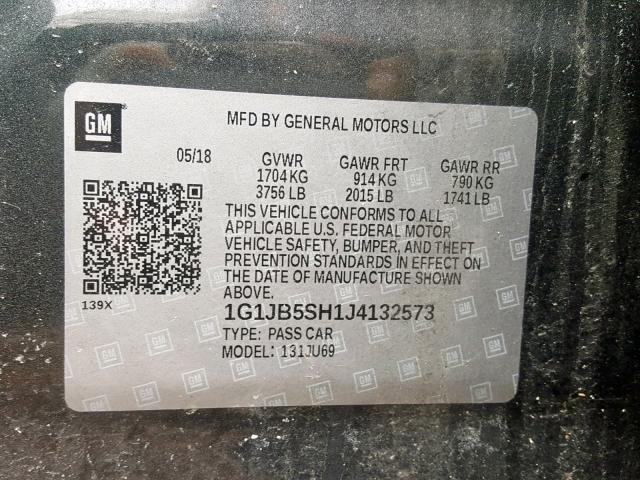 GM
MFD BY GENERAL MOTORS LLC
05/18 GVWR GAWR FRT GAWR RR
1704 KG 914 KG 790 KG
3756 LB 2015 LB 1741 LB
THIS VEHICLE CONFORMS TO ALL
APPLICABLE U.S. FEDERAL MOTOR
VEHICLE SAFETY, BUMPER, AND THEFT
PREVENTION STANDARDS IN EFFECT ON
THE DATE OF MANUFACTURE SHOWN
ABOVE.
139X
1G1JB5SH1J4132573
TYPE: PASS CAR
MODEL: 131JU69